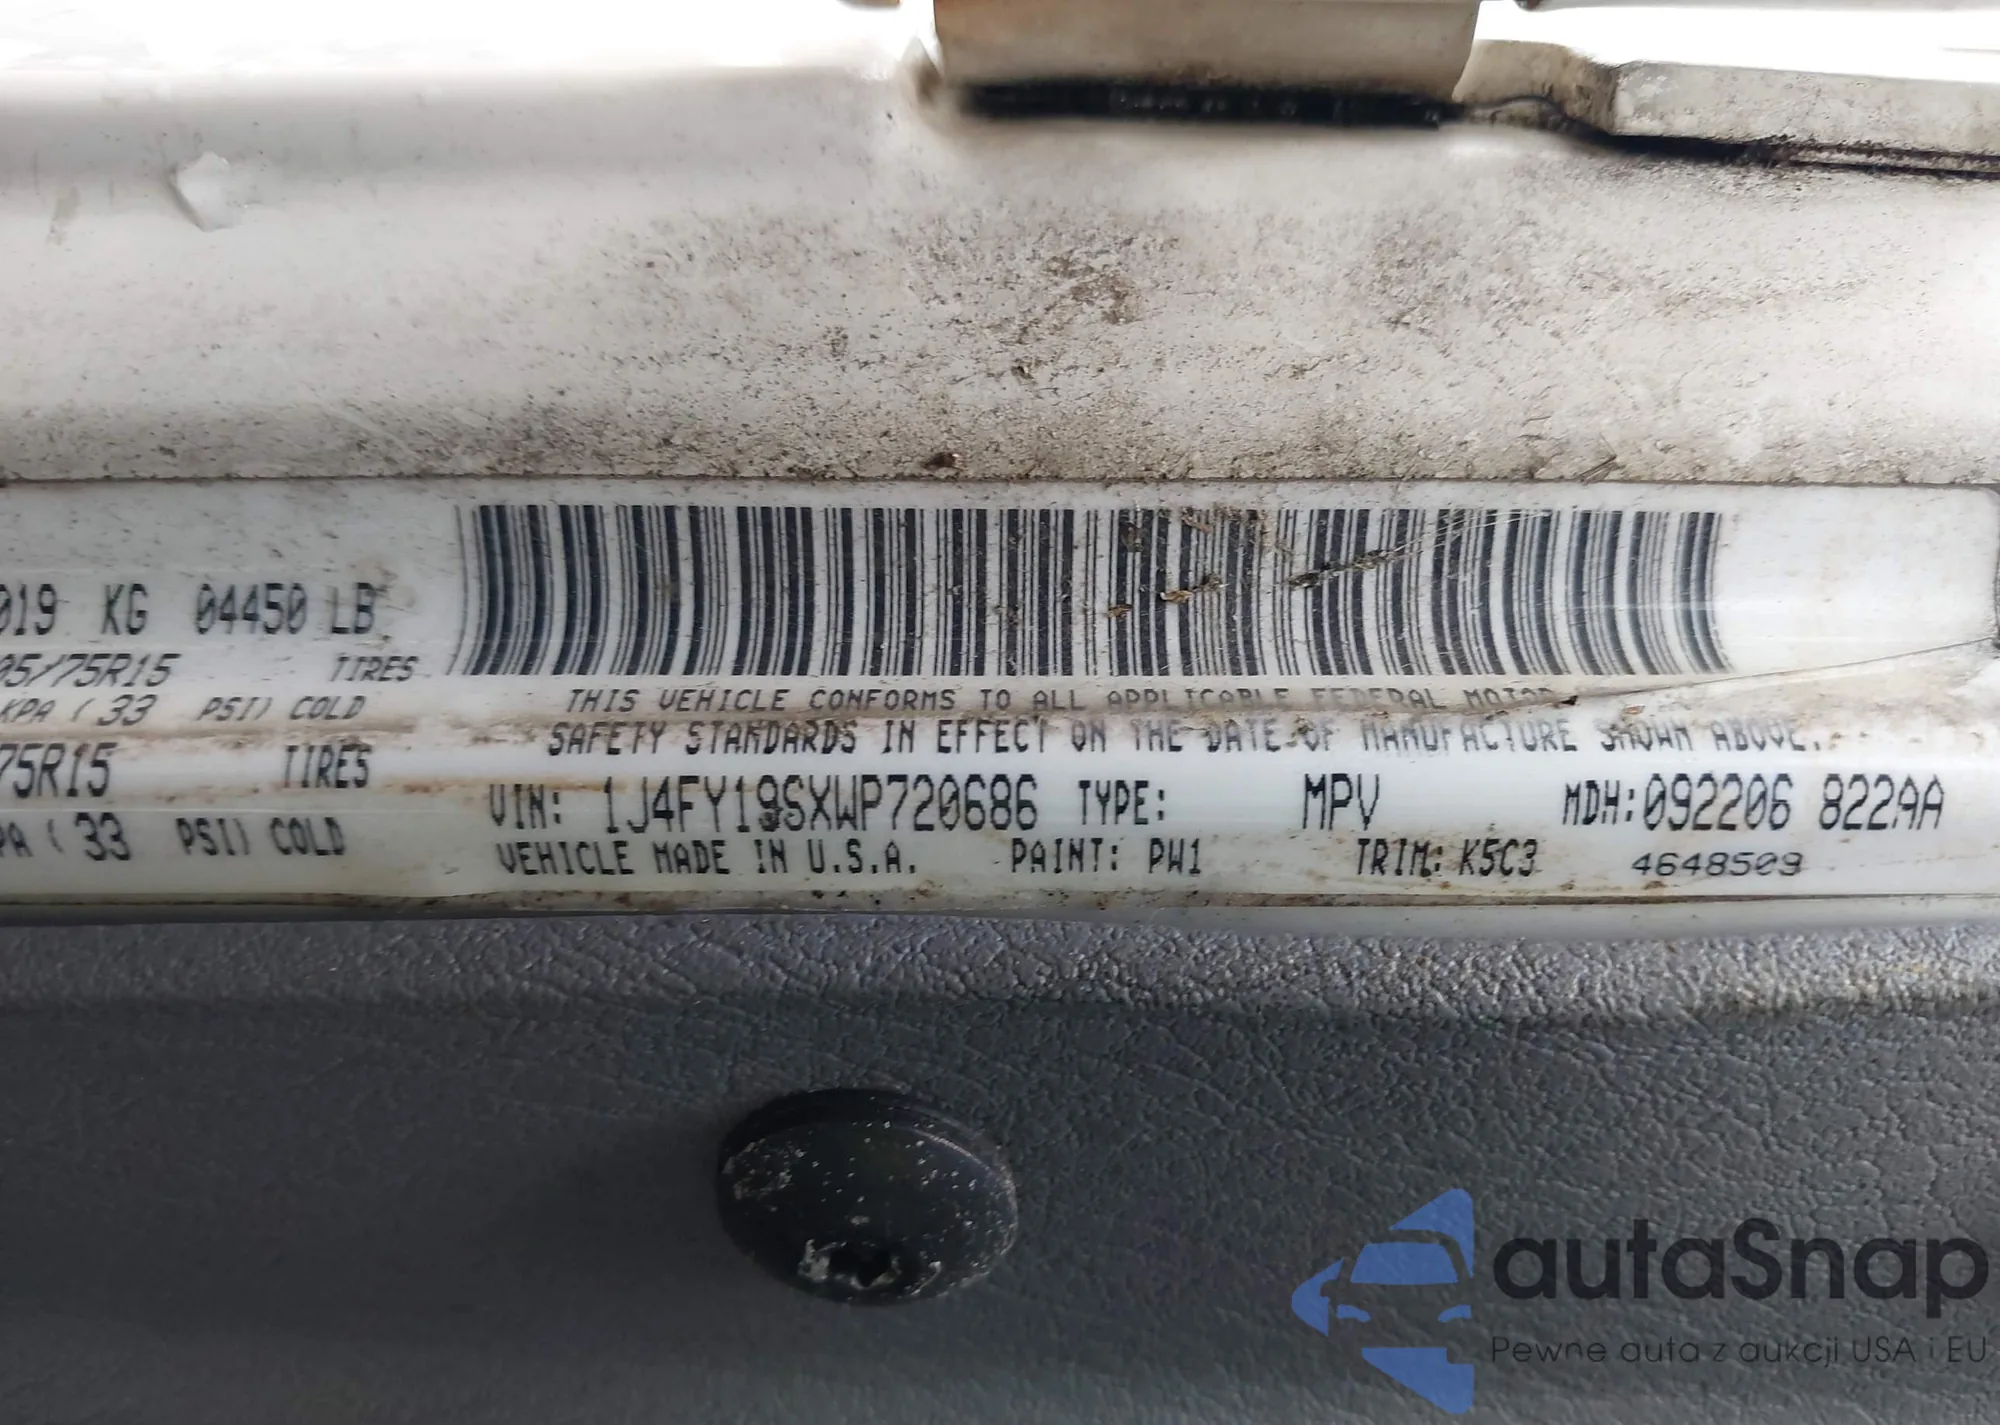 019 KG 04450 LB
05/75R15 TIRES
KPA (33 PSI) COLD
75R15 TIRES
PA (33 PSI) COLD
THIS VEHICLE CONFORMS TO ALL APPLICABLE FEDERAL MOTOR
SAFETY STANDARDS IN EFFECT ON THE DATE OF MANUFACTURE SHOWN ABOVE.
VIN: 1J4FY19SXWP720686 TYPE: MPV MDH:092206 822AA
VEHICLE MADE IN U.S.A. PAINT: PW1 TRIM: K5C3 4648509
autaSnap
Pewne auta z aukcji USA i EU